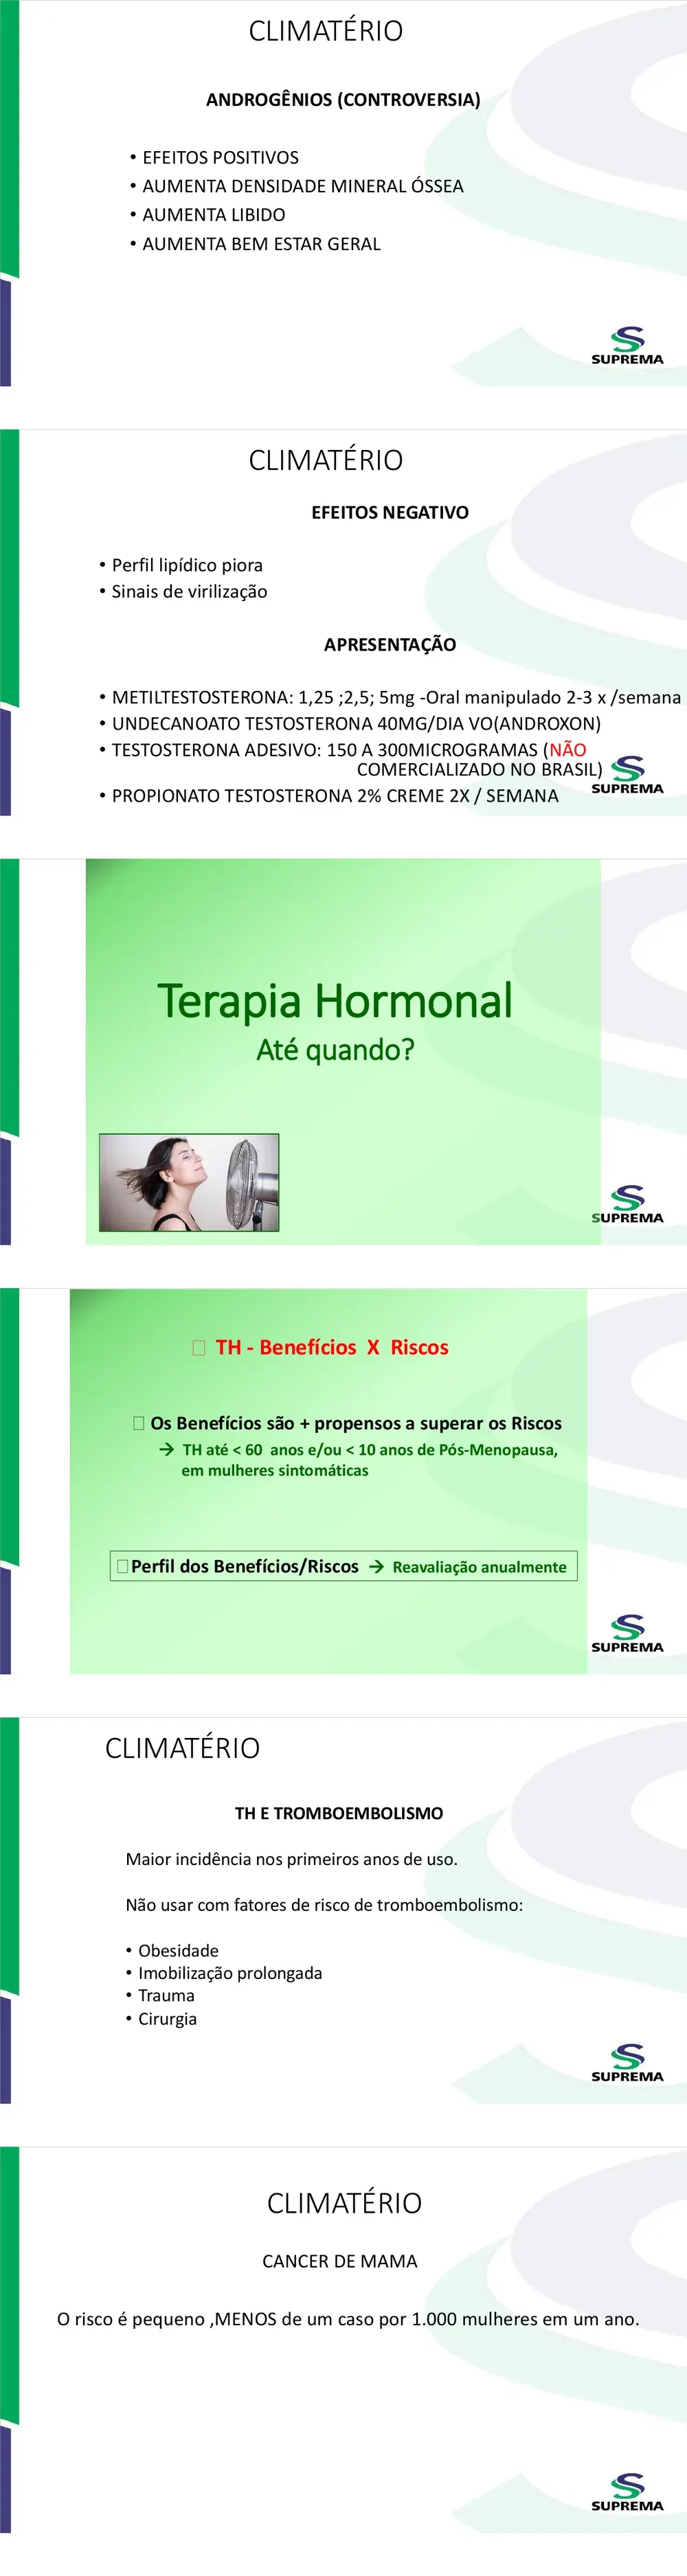 CLIMATÉRIO
ANDROGÊNIOS (CONTROVERSIA)
• EFEITOS POSITIVOS
• AUMENTA DENSIDADE MINERAL ÓSSEA
• AUMENTA LIBIDO
• AUMENTA BEM ESTAR GERAL
SUPREMA
CLIMATÉRIO
EFEITOS NEGATIVO
• Perfil lipídico piora
• Sinais de virilização
APRESENTAÇÃO
• METILTESTOSTERONA: 1,25 ;2,5; 5mg -Oral manipulado 2-3 x /semana
• UNDECANOATO TESTOSTERONA 40MG/DIA VO(ANDROXON)
• TESTOSTERONA ADESIVO: 150 A 300MICROGRAMAS (NÃO
COMERCIALIZADO NO BRASIL)
• PROPIONATO TESTOSTERONA 2% CREME 2X / SEMANA
SUPREMA
Terapia Hormonal
Até quando?
SUPREMA
TH - Benefícios X Riscos
Os Benefícios são + propensos a superar os Riscos
→ TH até < 60 anos e/ou < 10 anos de Pós-Menopausa,
em mulheres sintomáticas
Perfil dos Benefícios/Riscos → Reavaliação anualmente
SUPREMA
CLIMATÉRIO
TH E TROMBOEMBOLISMO
Maior incidência nos primeiros anos de uso.
Não usar com fatores de risco de tromboembolismo:
• Obesidade
• Imobilização prolongada
• Trauma
• Cirurgia
SUPREMA
CLIMATÉRIO
CANCER DE MAMA
O risco é pequeno ,MENOS de um caso por 1.000 mulheres em um ano.
SUPREMA